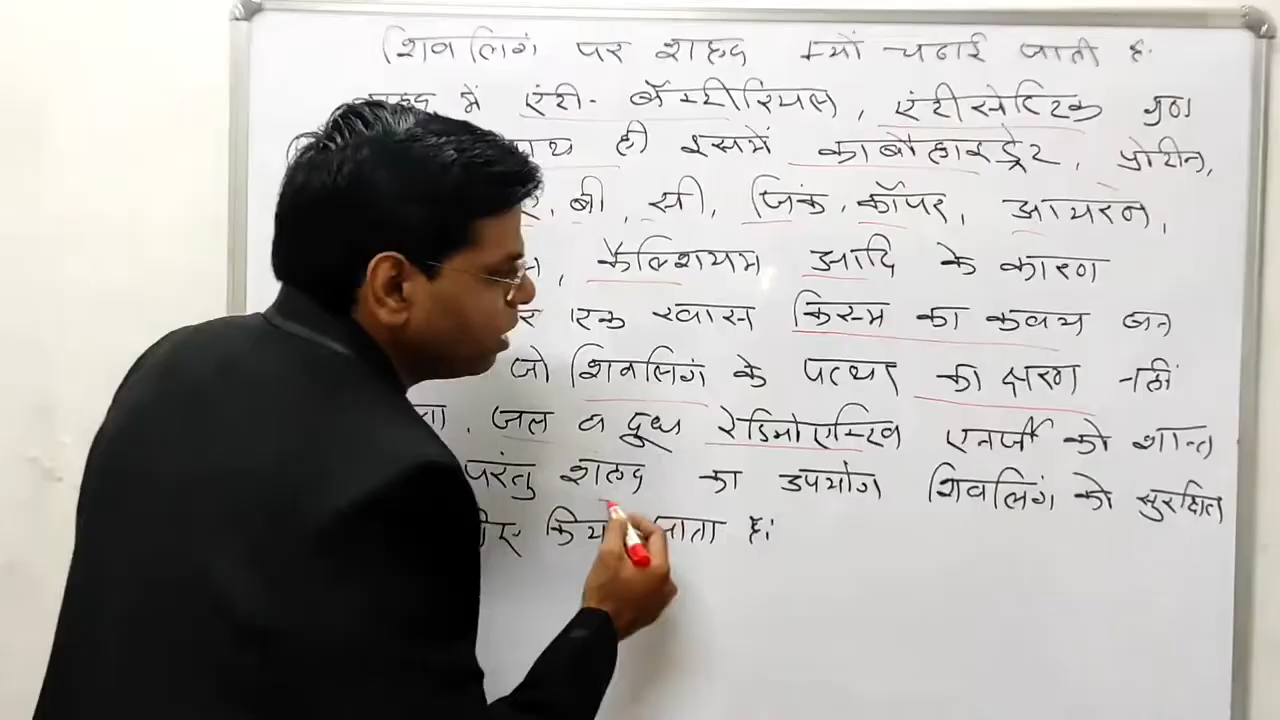 शिवलिंग पर शहद क्यों चढाई जाती है
में एंटी-बॅक्टीरियल, एंटीसेप्टिक गुण
साथ ही इसमें कार्बोहाइड्रेट, प्रोटीन,
बी, सी, जिंक, कॉपर, आयरन,
कैल्शियम आदि के कारण
एक खास किस्म का कवच बन
जो शिवलिंग के पत्थर का क्षरण नहीं
जल व दुध रेडिओएक्टिव एनर्जी को शान्त
परंतु शहद का उपयोग शिवलिंग को सुरक्षित
किया जाता है।